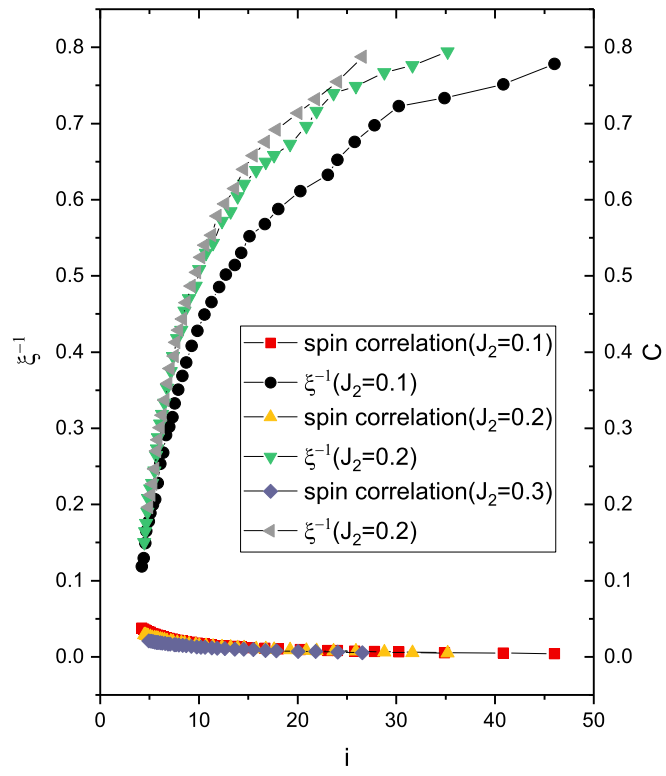 0.8
0.7
0.6
0.5
0.4
0.3
0.2
0.1
0.0
ξ⁻¹
0.8
0.7
0.6
0.5
0.4
0.3
0.2
0.1
0.0
C
spin correlation(J₂=0.1)
ξ⁻¹(J₂=0.1)
spin correlation(J₂=0.2)
ξ⁻¹(J₂=0.2)
spin correlation(J₂=0.3)
ξ⁻¹(J₂=0.2)
0 10 20 30 40 50
i